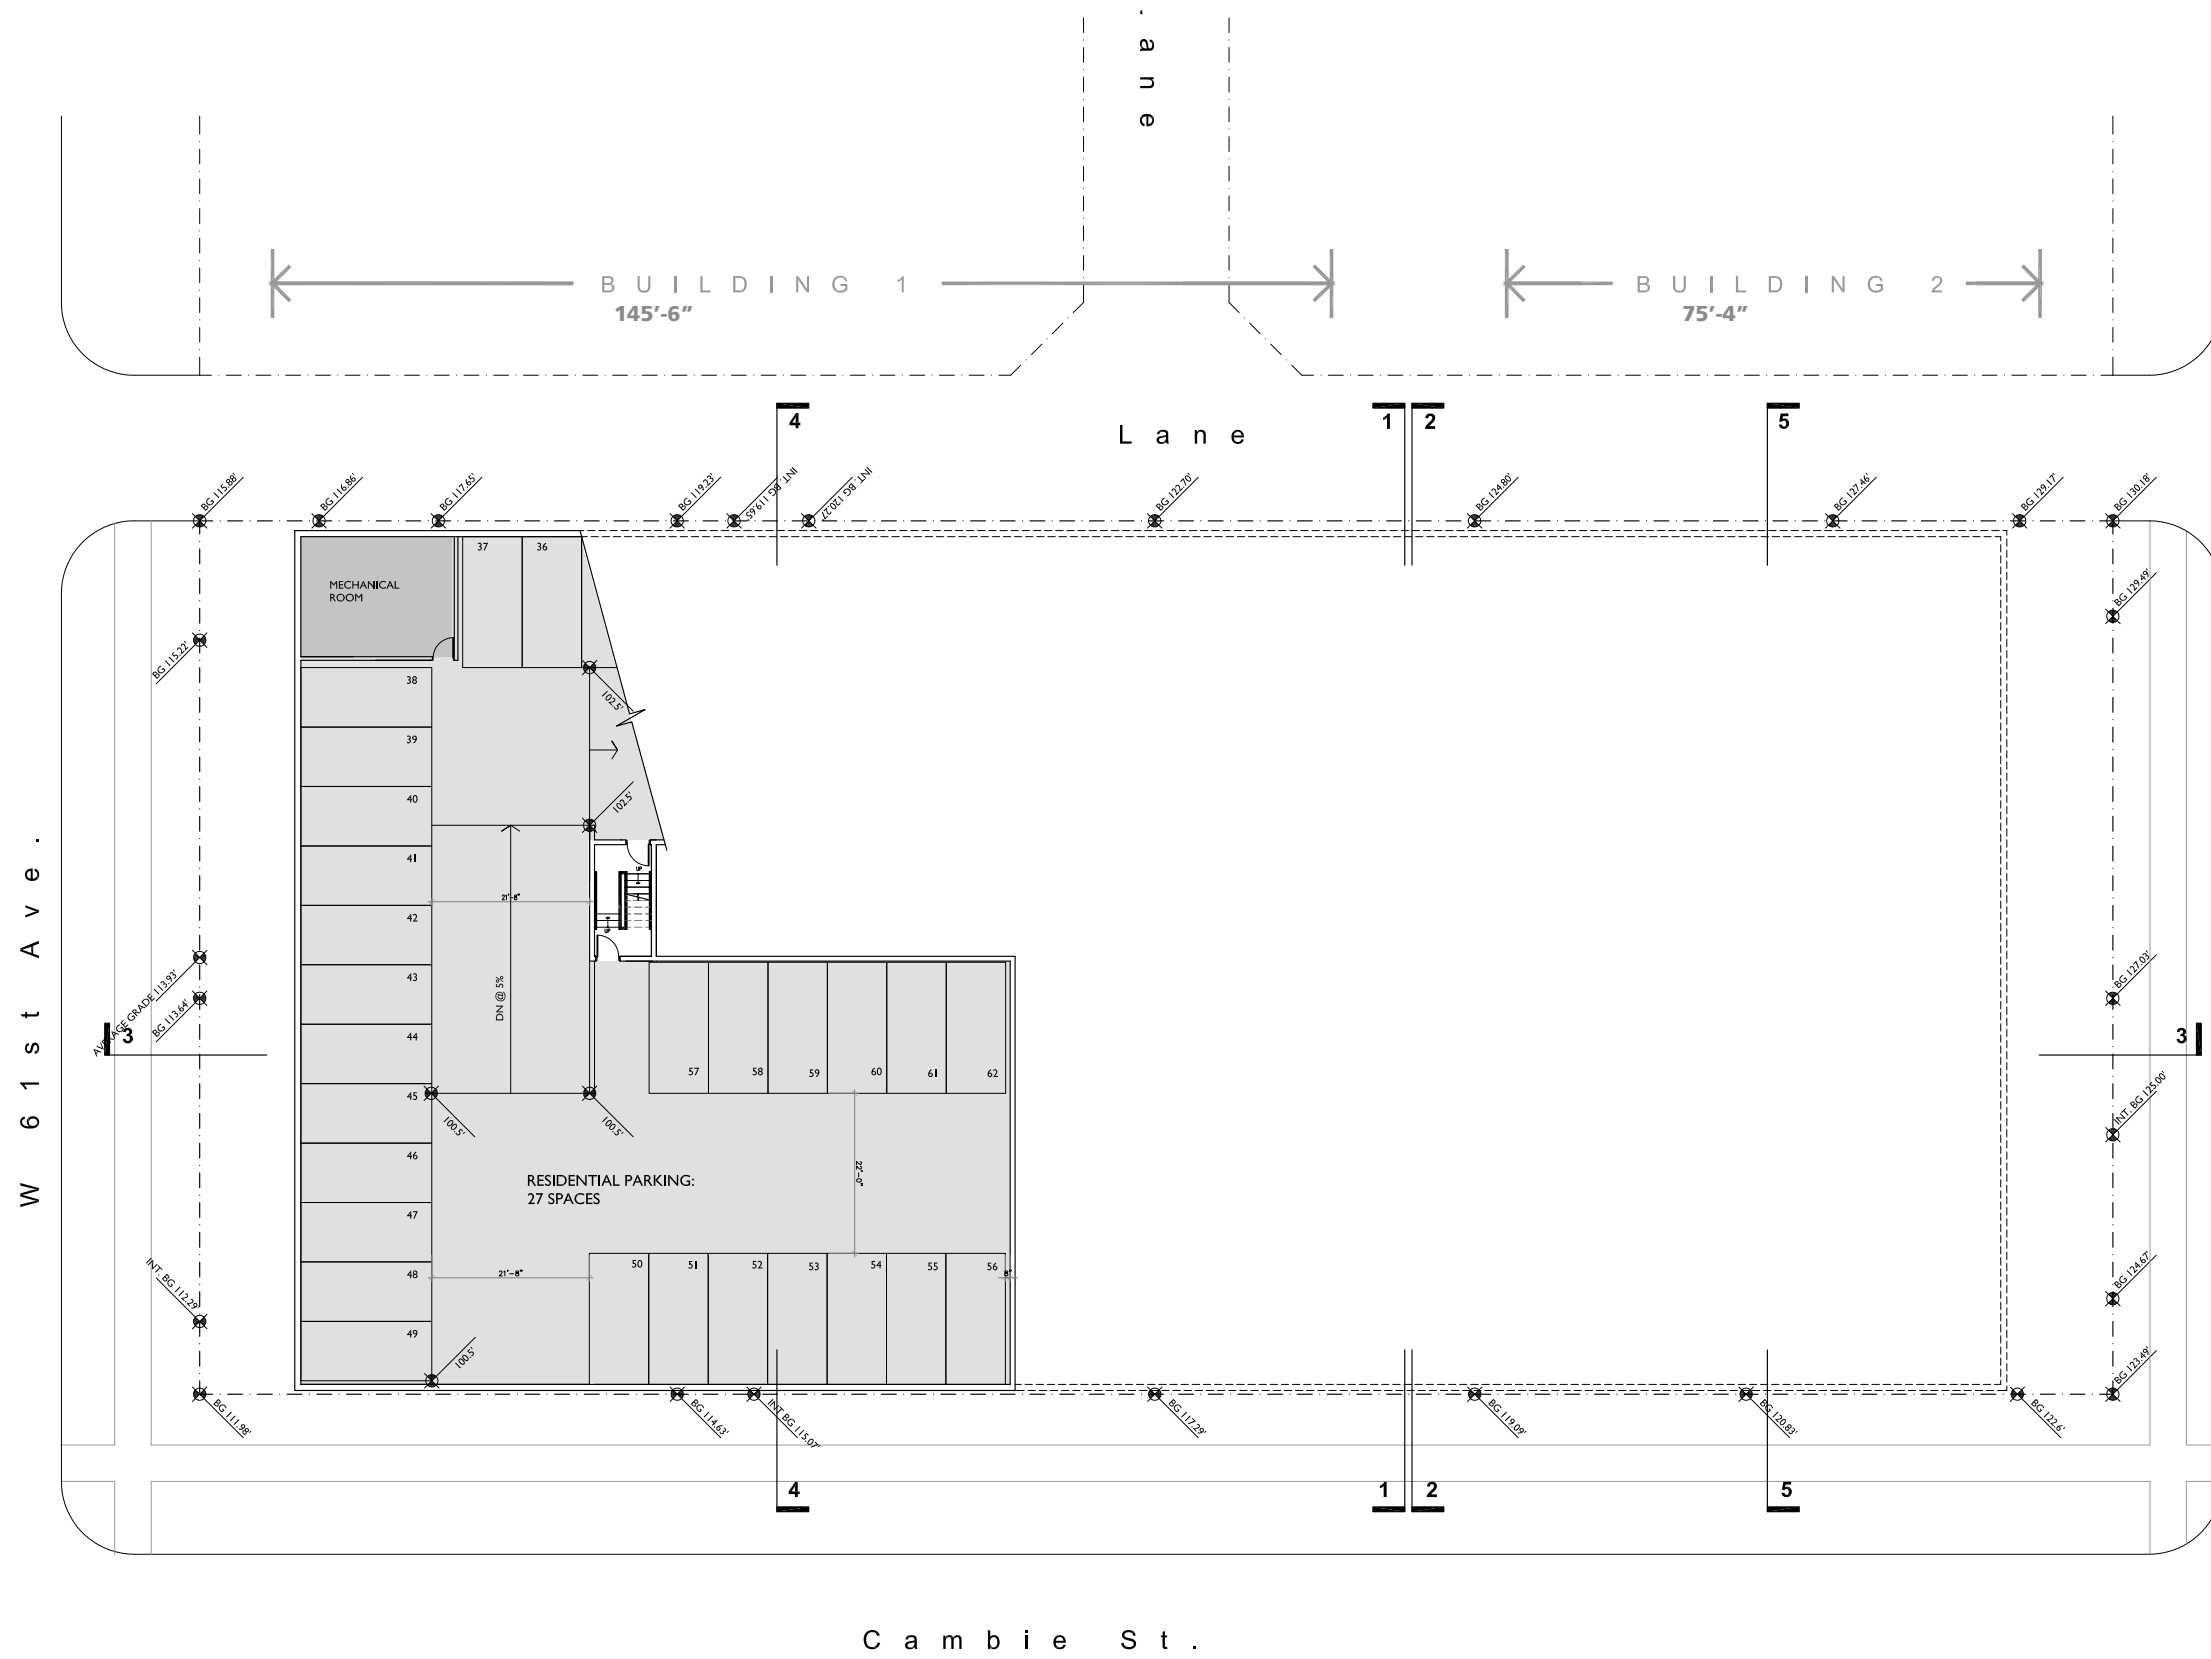 Lane
BUILDING 1
145'-6"
BUILDING 2
75'-4"
4
1
2
5
Lane
BG 115.88'
BG 116.86'
BG 117.65'
BG 119.23'
INT. BG 119.65'
INT. BG 120.27'
BG 122.70'
BG 124.80'
BG 127.46'
BG 129.17'
BG 130.18'
37
36
MECHANICAL
ROOM
BG 129.49'
BG 115.22'
38
102.5'
39
40
102.5'
41
UP
21'-8"
42
UP
43
DN @ 5%
AVERAGE GRADE 113.93'
BG 113.64'
BG 127.03'
3
44
3
57
58
59
60
61
62
45
INT. BG 125.00'
100.5'
100.5'
46
22'-0"
RESIDENTIAL PARKING:
27 SPACES
47
W 61st Ave.
INT. BG 112.29'
48
21'-8"
50
51
52
53
54
55
56
8"
BG 124.67'
49
100.5'
BG 123.49'
BG 111.98'
BG 114.63'
INT BG 115.07'
BG 117.29'
BG 119.09'
BG 120.83'
BG 122.6'
4
1
2
5
Cambie St.